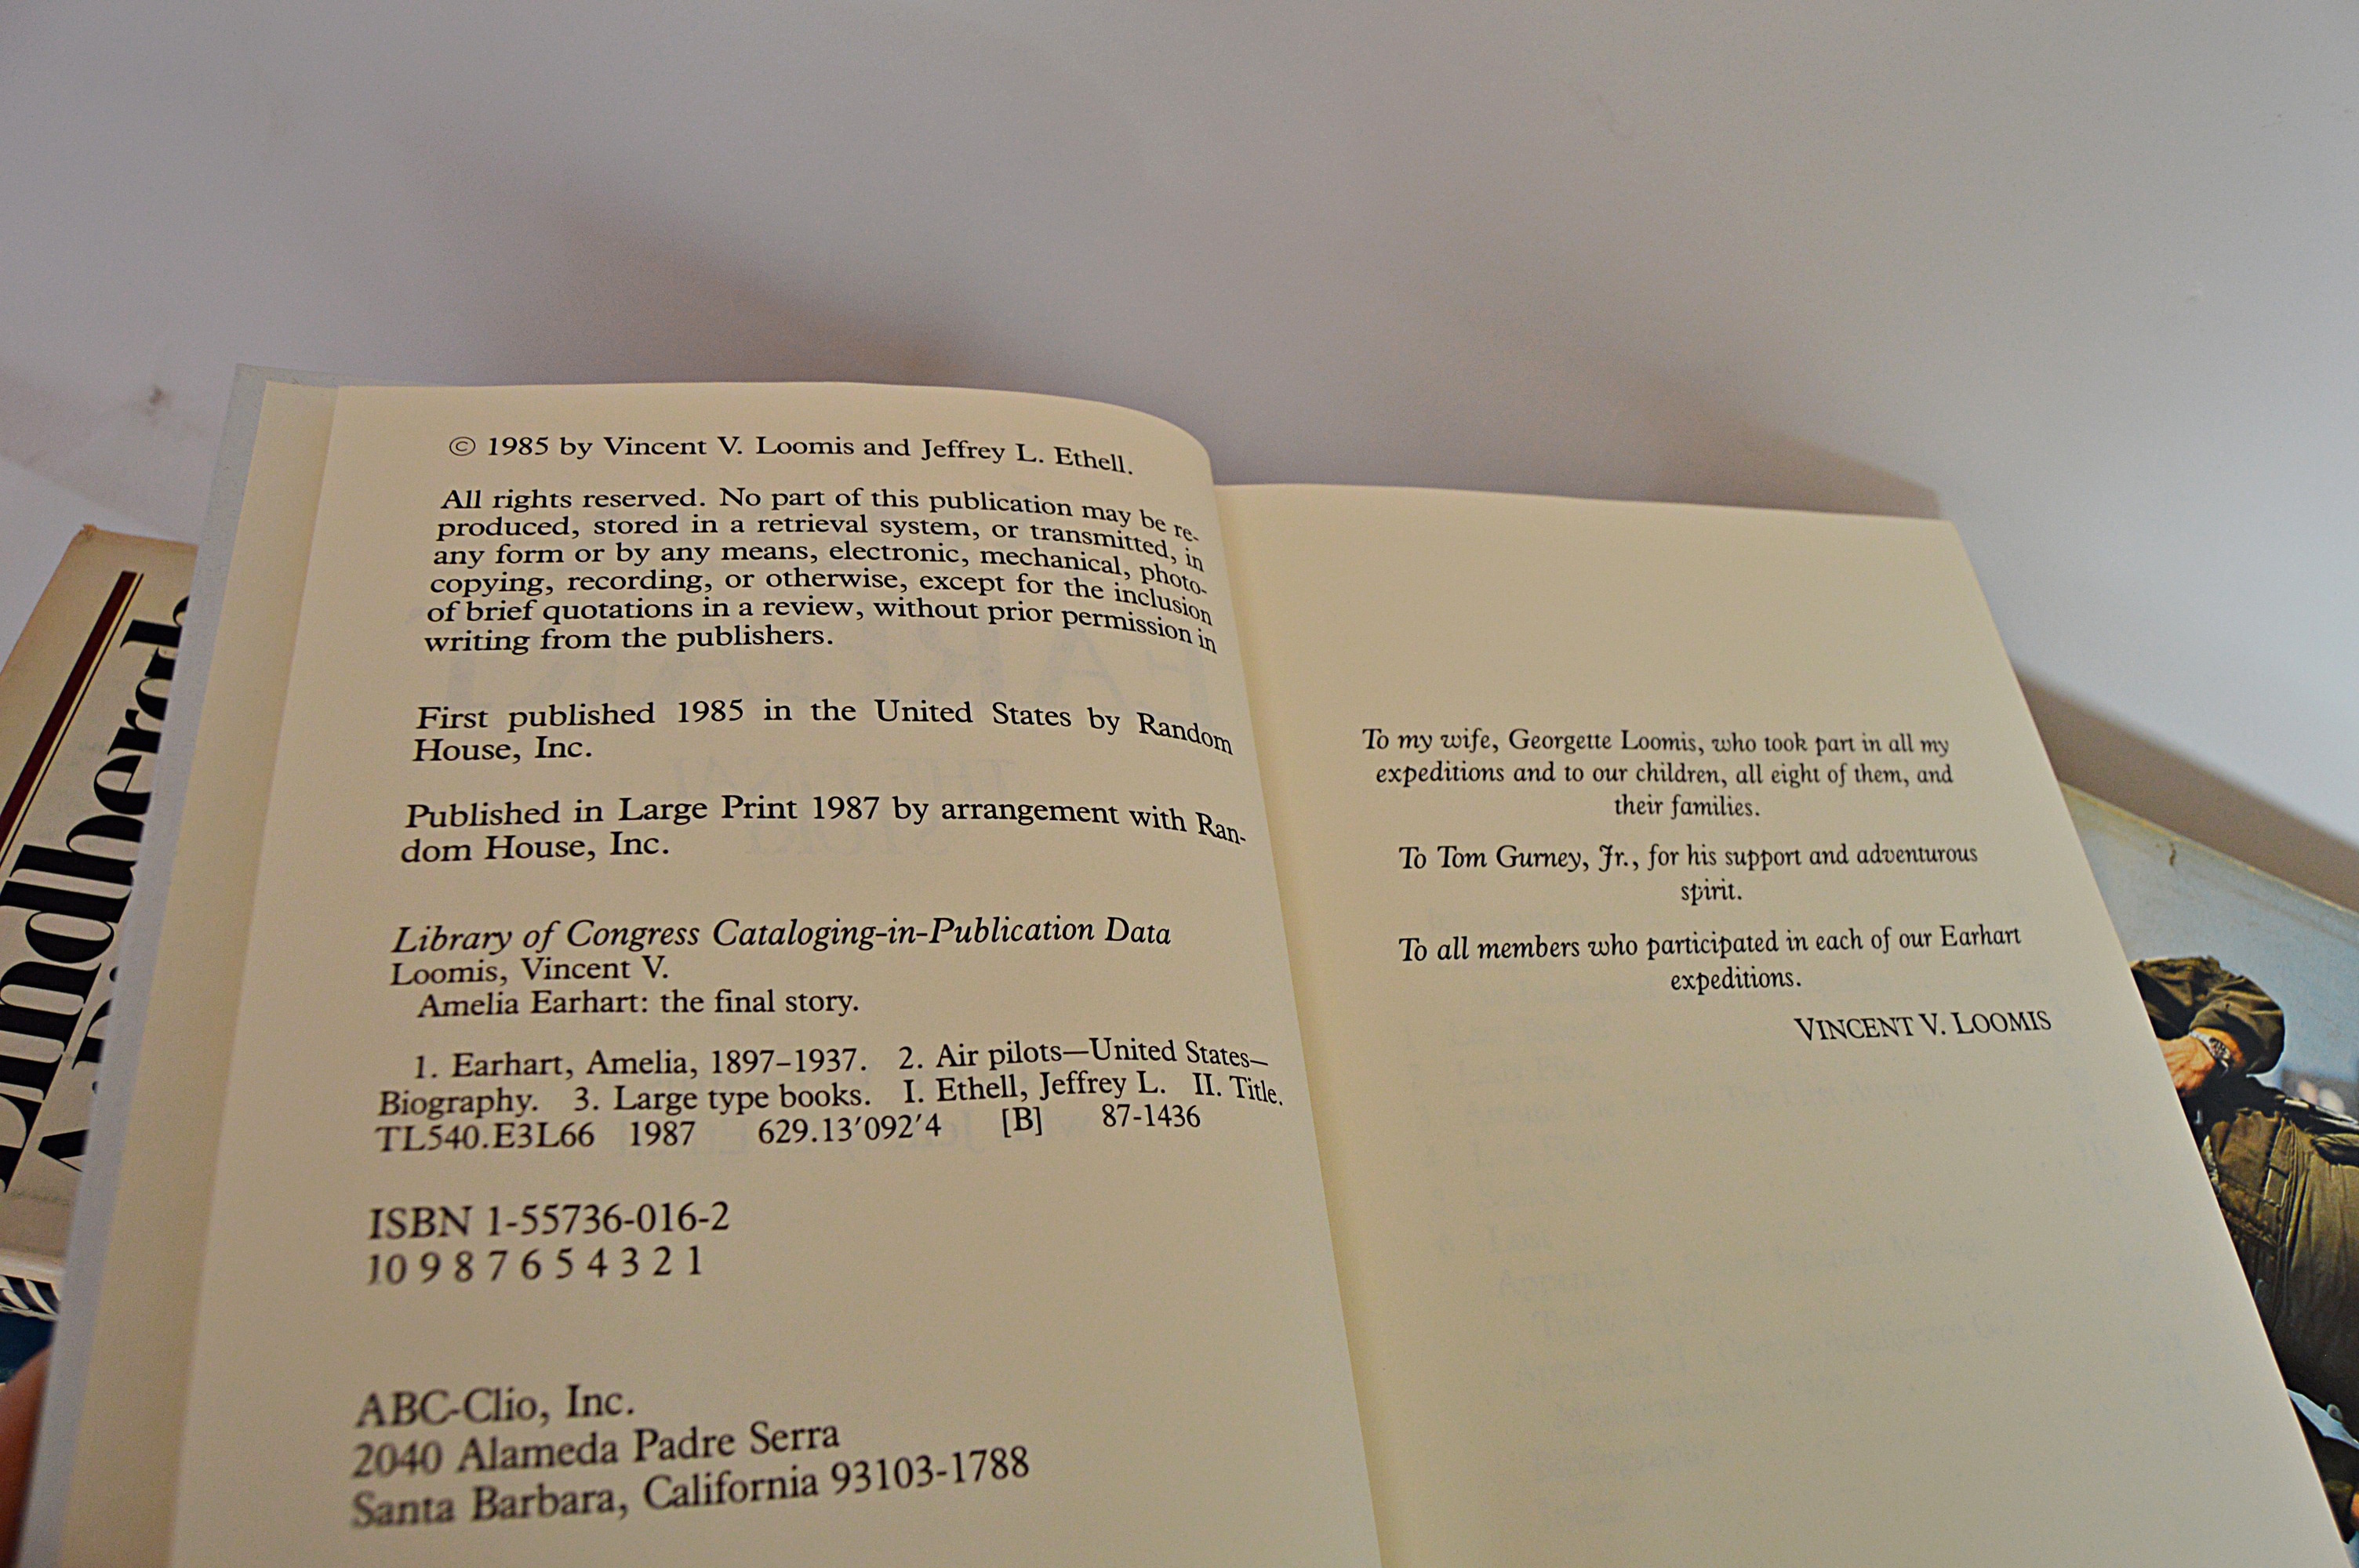 © 1985 by Vincent V. Loomis and Jeffrey L. Ethell.
All rights reserved. No part of this publication may be re-
produced, stored in a retrieval system, or transmitted, in
any form or by any means, electronic, mechanical, photo-
copying, recording, or otherwise, except for the inclusion
of brief quotations in a review, without prior permission in
writing from the publishers.
First published 1985 in the United States by Random
House, Inc.
Published in Large Print 1987 by arrangement with Ran-
dom House, Inc.
Library of Congress Cataloging-in-Publication Data
Loomis, Vincent V.
Amelia Earhart: the final story.
1. Earhart, Amelia, 1897–1937. 2. Air pilots—United States—
Biography. 3. Large type books. I. Ethell, Jeffrey L. II. Title.
TL540.E3L66 1987 629.13′092′4 [B] 87-1436
ISBN 1-55736-016-2
10 9 8 7 6 5 4 3 2 1
ABC-Clio, Inc.
2040 Alameda Padre Serra
Santa Barbara, California 93103-1788
To my wife, Georgette Loomis, who took part in all my
expeditions and to our children, all eight of them, and
their families.
To Tom Gurney, Jr., for his support and adventurous
spirit.
To all members who participated in each of our Earhart
expeditions.
VINCENT V. LOOMIS
Lindbergh